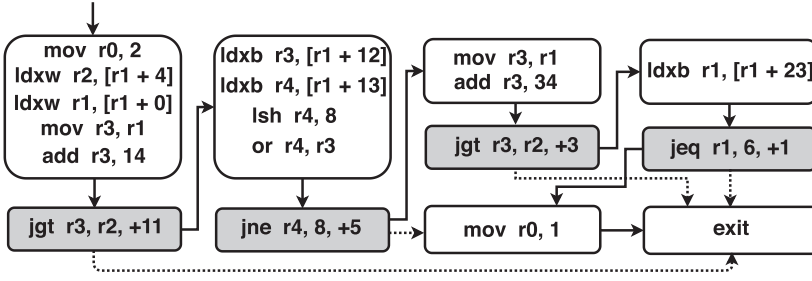 mov r0, 2
ldxw r2, [r1 + 4]
ldxw r1, [r1 + 0]
mov r3, r1
add r3, 14
jgt r3, r2, +11
ldxb r3, [r1 + 12]
ldxb r4, [r1 + 13]
lsh r4, 8
or r4, r3
jne r4, 8, +5
mov r3, r1
add r3, 34
jgt r3, r2, +3
ldxb r1, [r1 + 23]
jeq r1, 6, +1
mov r0, 1
exit